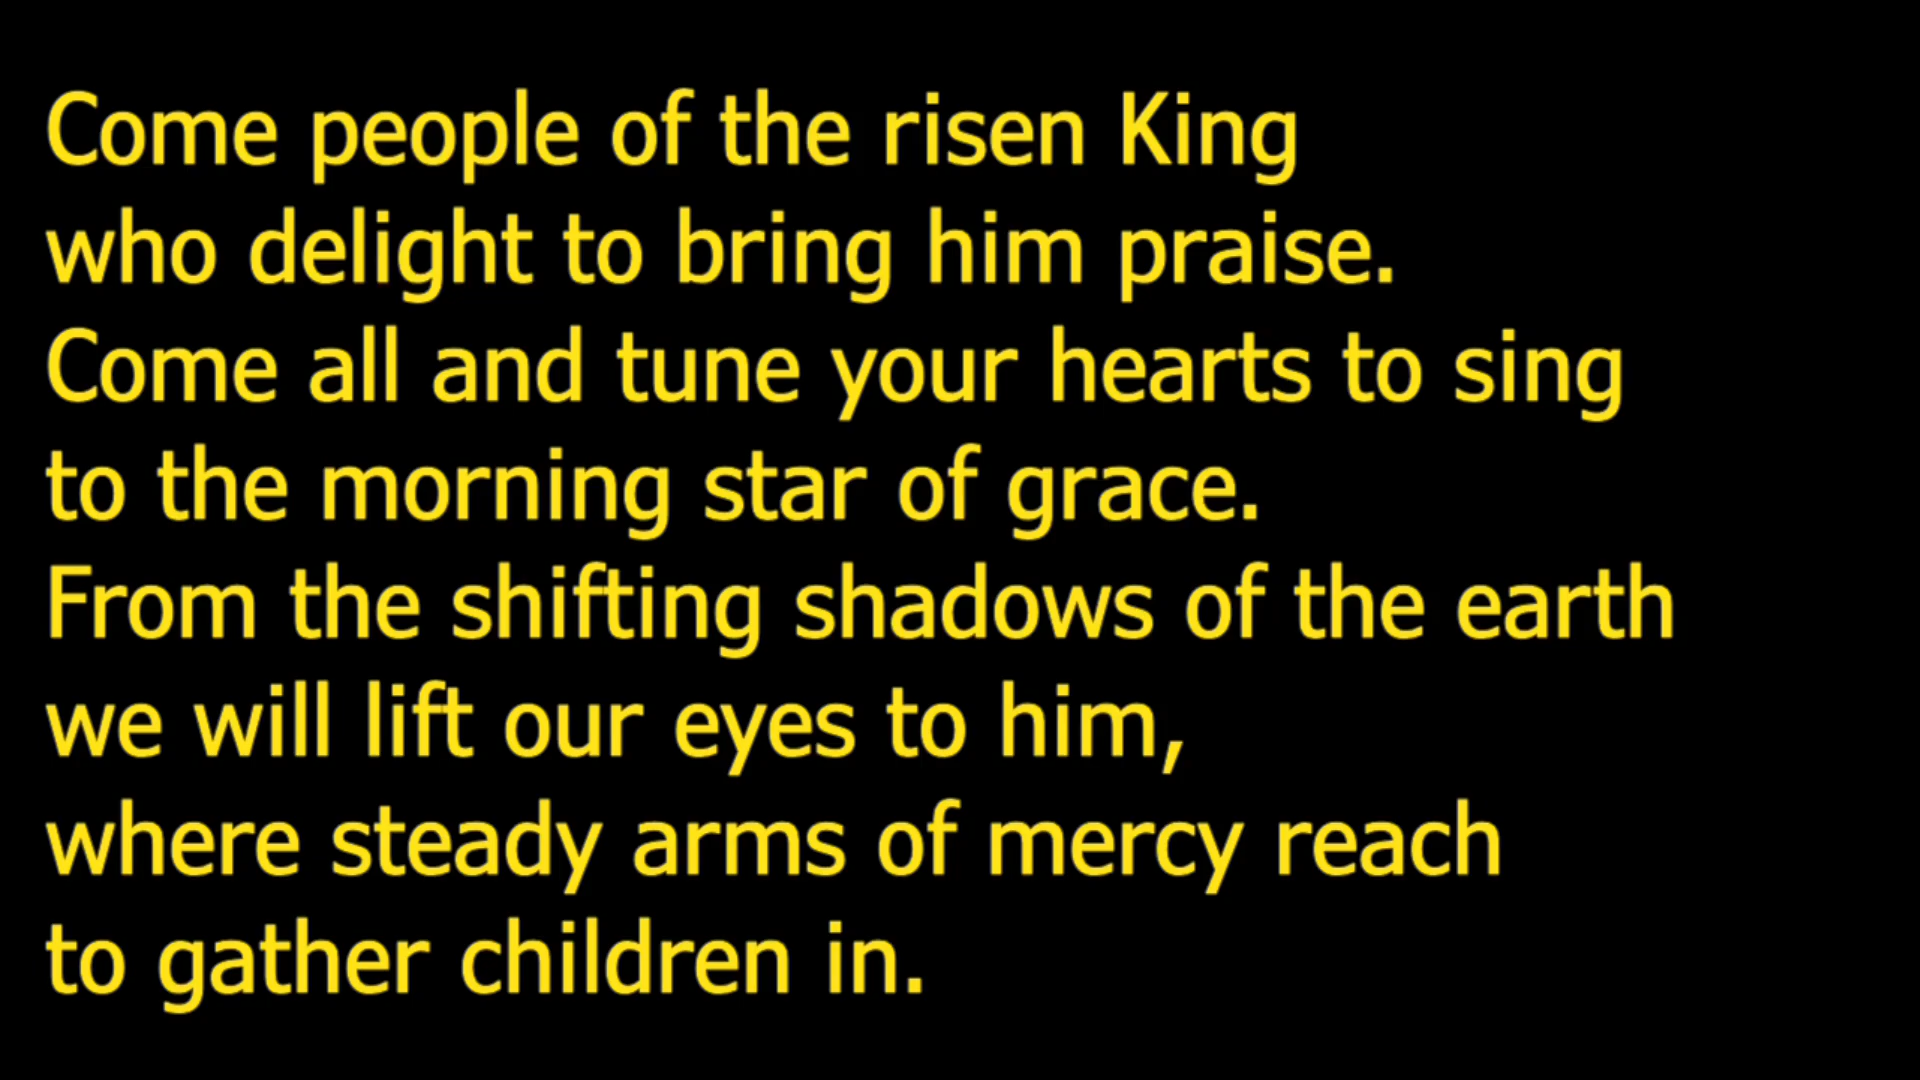 Come people of the risen King
who delight to bring him praise.
Come all and tune your hearts to sing
to the morning star of grace.
From the shifting shadows of the earth
we will lift our eyes to him,
where steady arms of mercy reach
to gather children in.